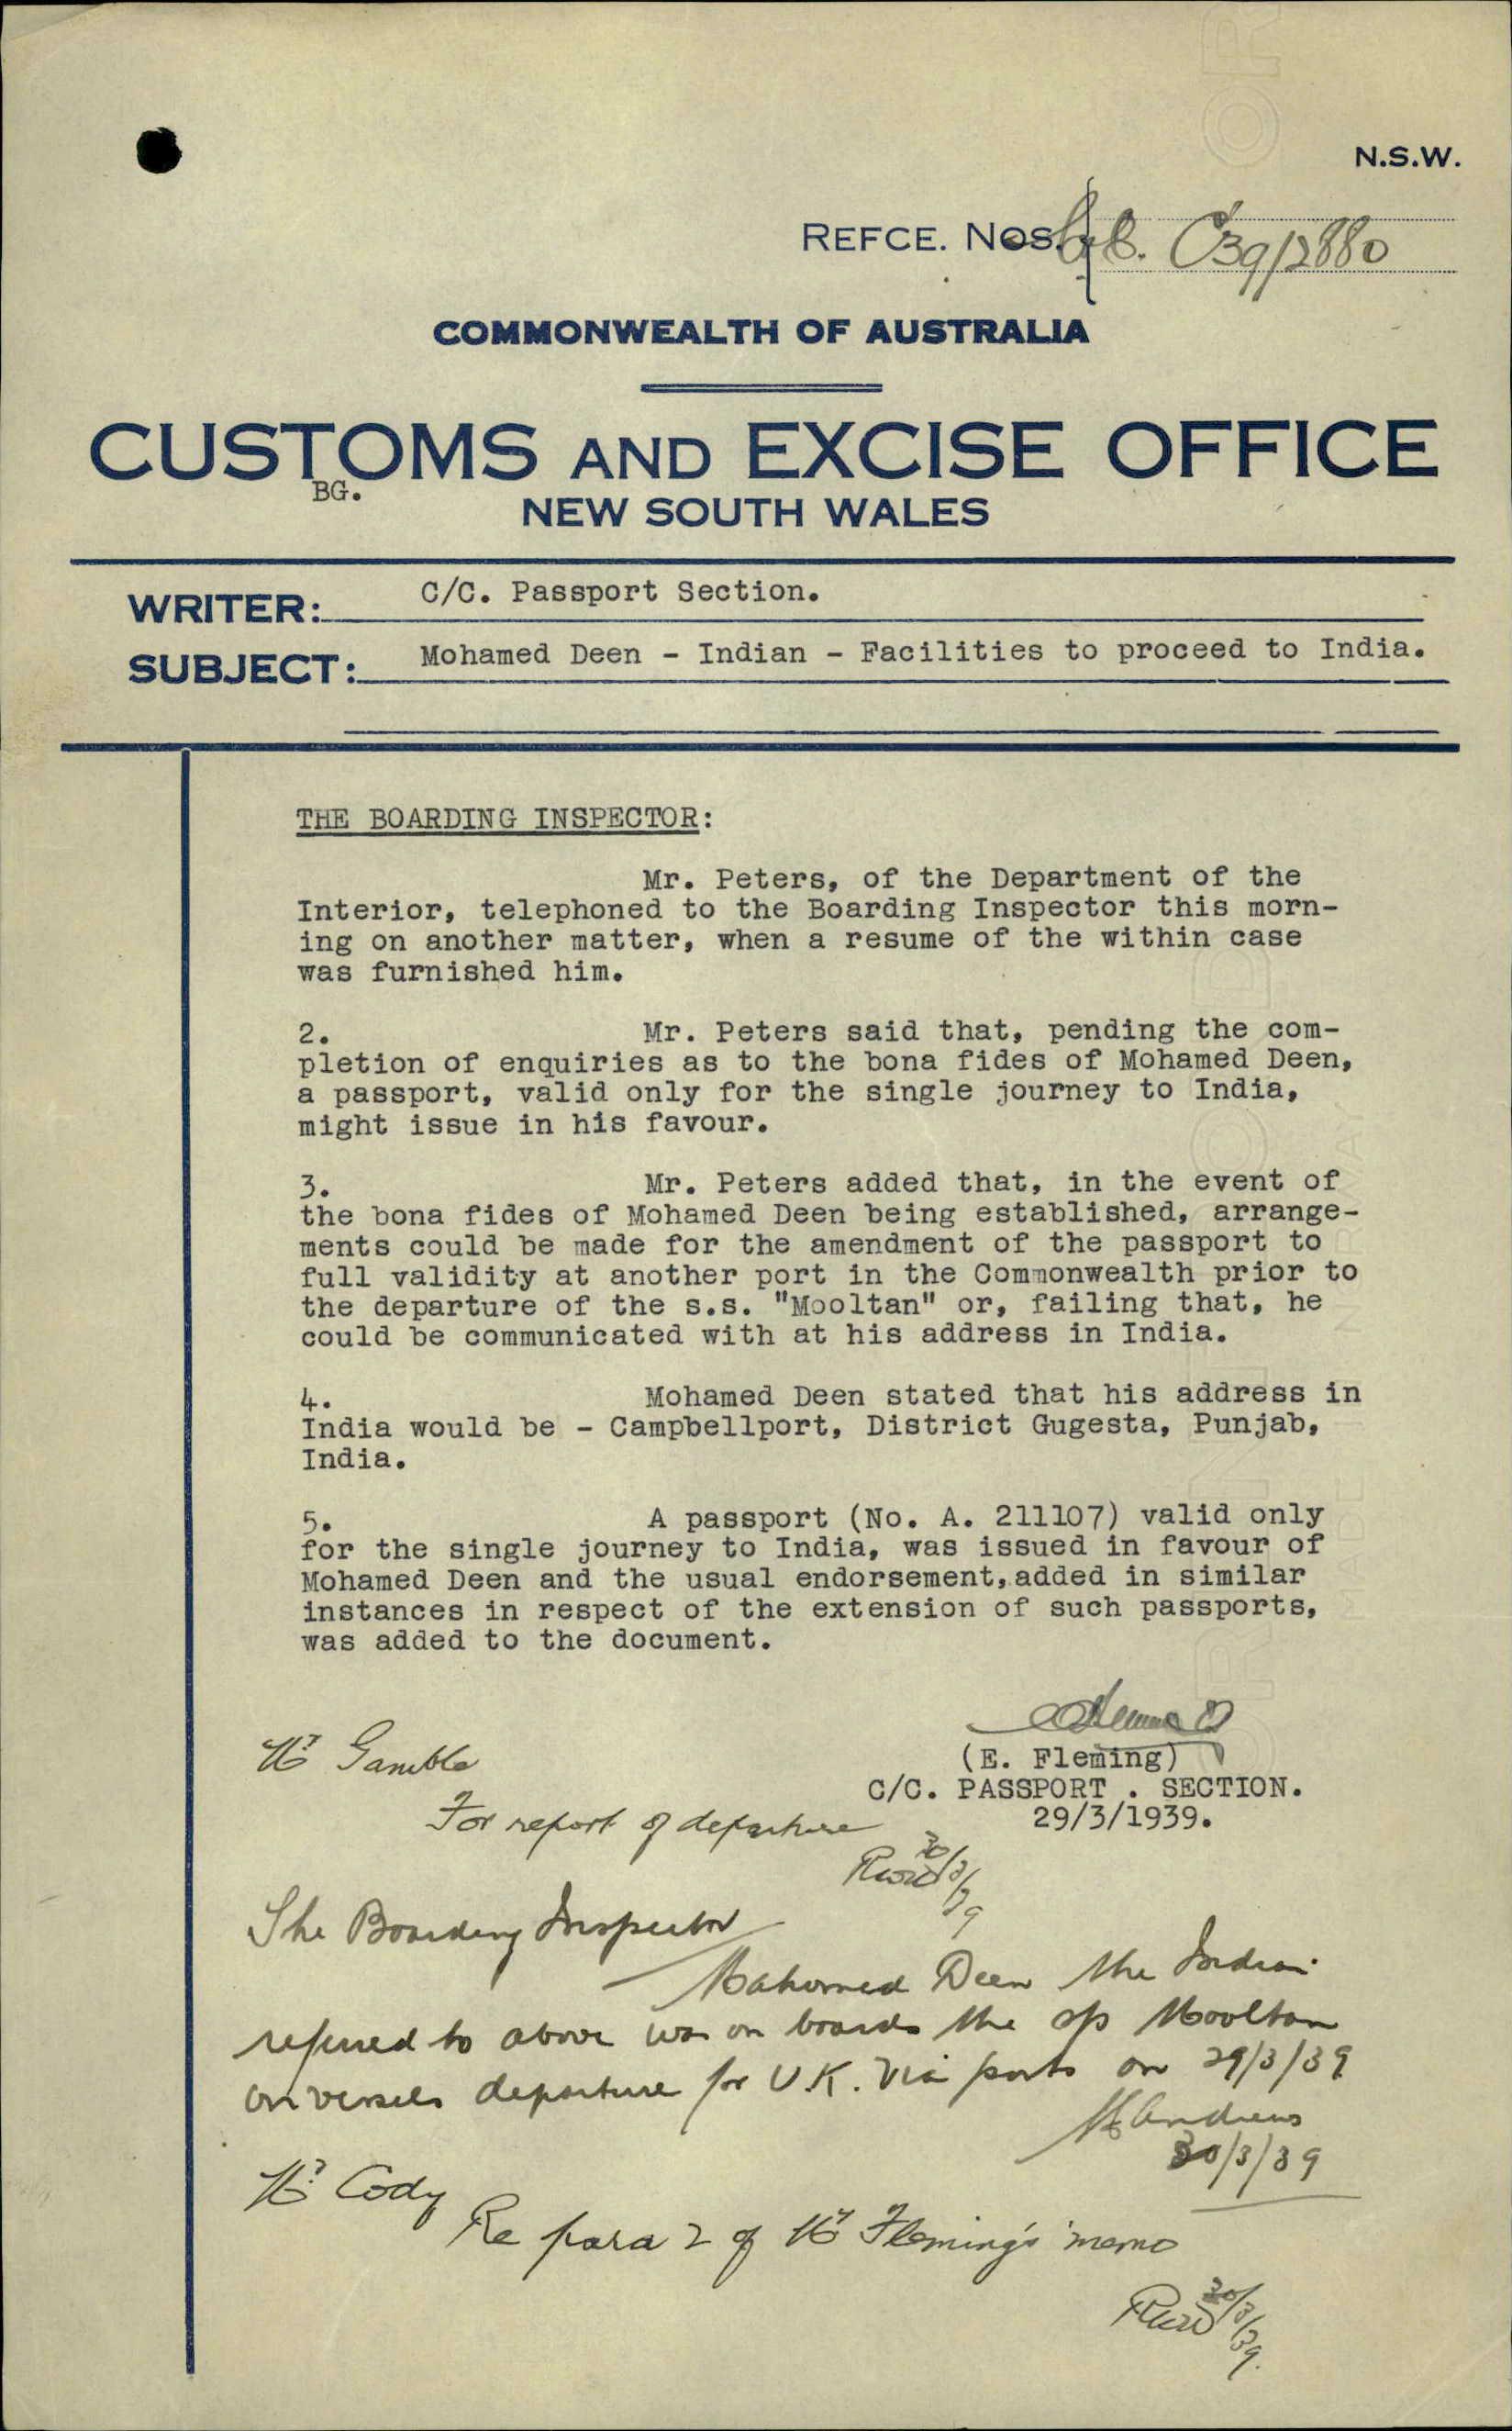 N.S.W.
REFCE. NOS. C39/2880
COMMONWEALTH OF AUSTRALIA
CUSTOMS AND EXCISE OFFICE
BG.
NEW SOUTH WALES
WRITER: C/C. Passport Section.
SUBJECT: Mohamed Deen - Indian - Facilities to proceed to India.
THE BOARDING INSPECTOR:
Mr. Peters, of the Department of the
Interior, telephoned to the Boarding Inspector this morn-
ing on another matter, when a resume of the within case
was furnished him.
2. Mr. Peters said that, pending the com-
pletion of enquiries as to the bona fides of Mohamed Deen,
a passport, valid only for the single journey to India,
might issue in his favour.
3. Mr. Peters added that, in the event of
the bona fides of Mohamed Deen being established, arrange-
ments could be made for the amendment of the passport to
full validity at another port in the Commonwealth prior to
the departure of the s.s. "Mooltan" or, failing that, he
could be communicated with at his address in India.
4. Mohamed Deen stated that his address in
India would be - Campbellport, District Gugesta, Punjab,
India.
5. A passport (No. A. 211107) valid only
for the single journey to India, was issued in favour of
Mohamed Deen and the usual endorsement, added in similar
instances in respect of the extension of such passports,
was added to the document.
(E. Fleming)
C/C. PASSPORT . SECTION.
29/3/1939.
Mr Gamble
For report of departure
30/3/39
The Boarding Inspector
Mahomed Deen the Indian
referred to above was on board the ss Mooltan
on vessels departure for U.K. via ports on 29/3/39
Andrews
30/3/39
Mr Cody
Re para 2 of Mr Fleming's memo
30/3/39.